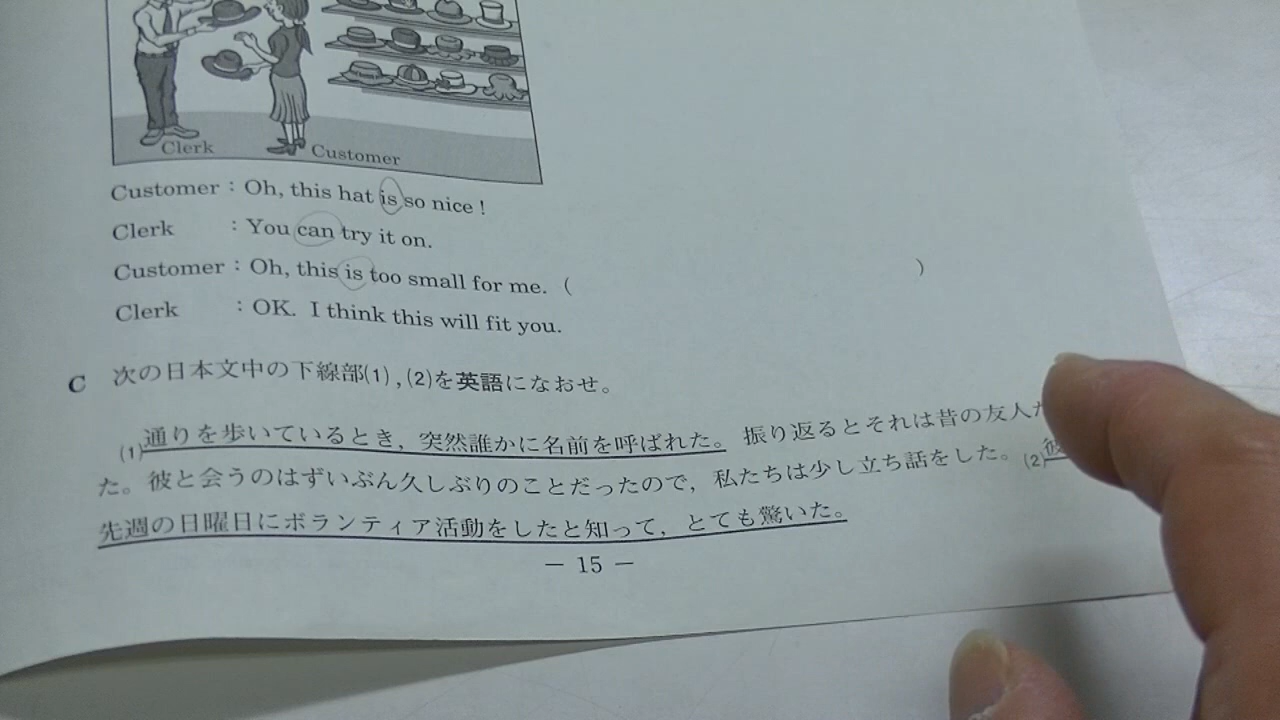 Clerk
Customer
Customer : Oh, this hat is so nice !
Clerk : You can try it on.
Customer : Oh, this is too small for me. ( )
Clerk : OK. I think this will fit you.
C 次の日本文中の下線部(1),(2)を英語になおせ。
(1)通りを歩いているとき,突然誰かに名前を呼ばれた。振り返るとそれは昔の友人だ
た。彼と会うのはずいぶん久しぶりのことだったので,私たちは少し立ち話をした。(2)彼
先週の日曜日にボランティア活動をしたと知って,とても驚いた。
― 15 ―